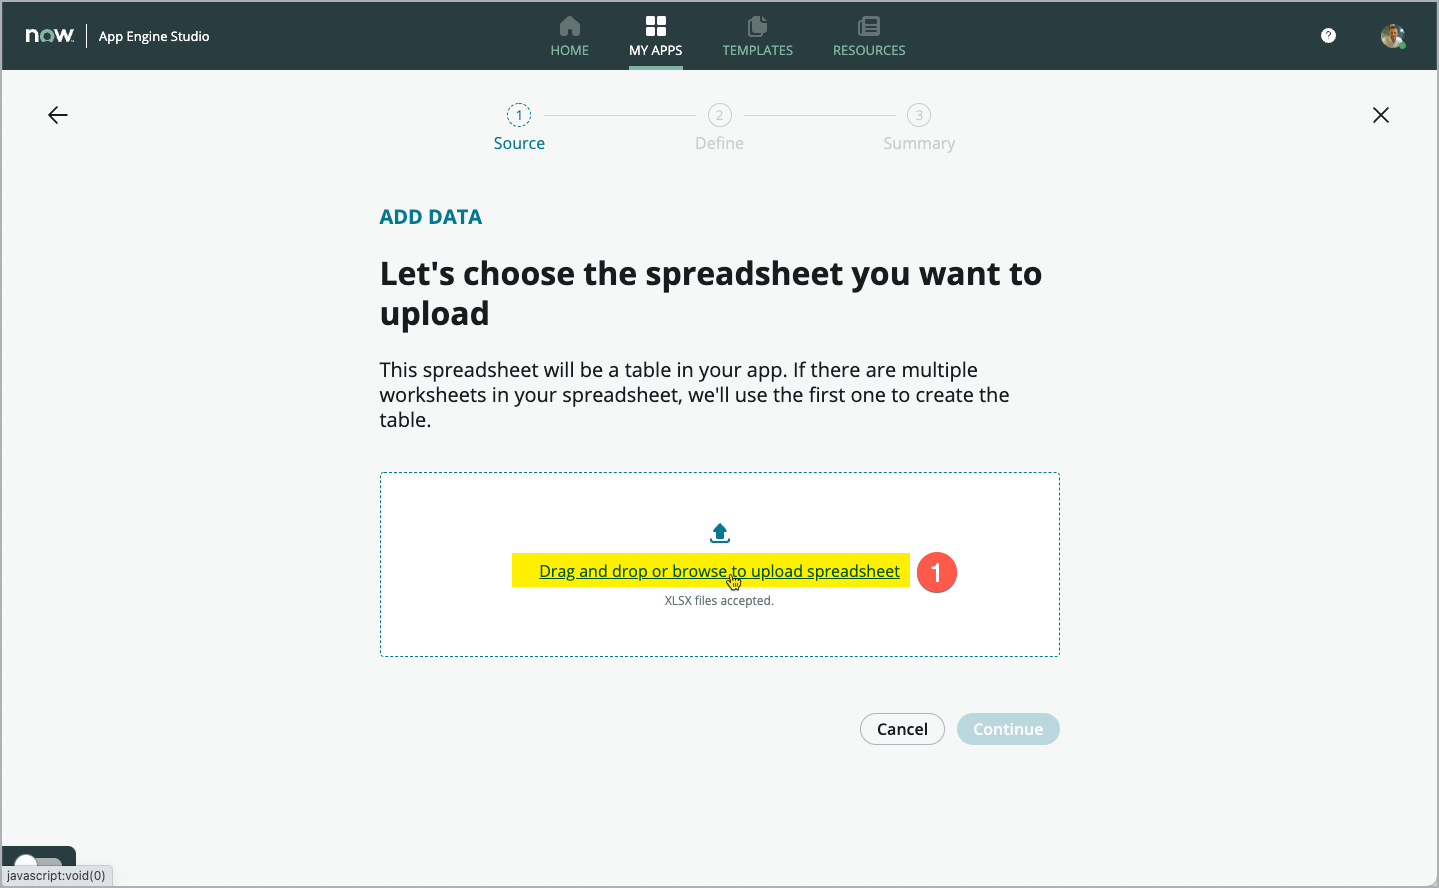 now. App Engine Studio
HOME
MY APPS
TEMPLATES
RESOURCES
?
1
2
3
Source
Define
Summary
ADD DATA
Let's choose the spreadsheet you want to
upload
This spreadsheet will be a table in your app. If there are multiple
worksheets in your spreadsheet, we'll use the first one to create the
table.
Drag and drop or browse to upload spreadsheet
1
XLSX files accepted.
Cancel
Continue
javascript:void(0)